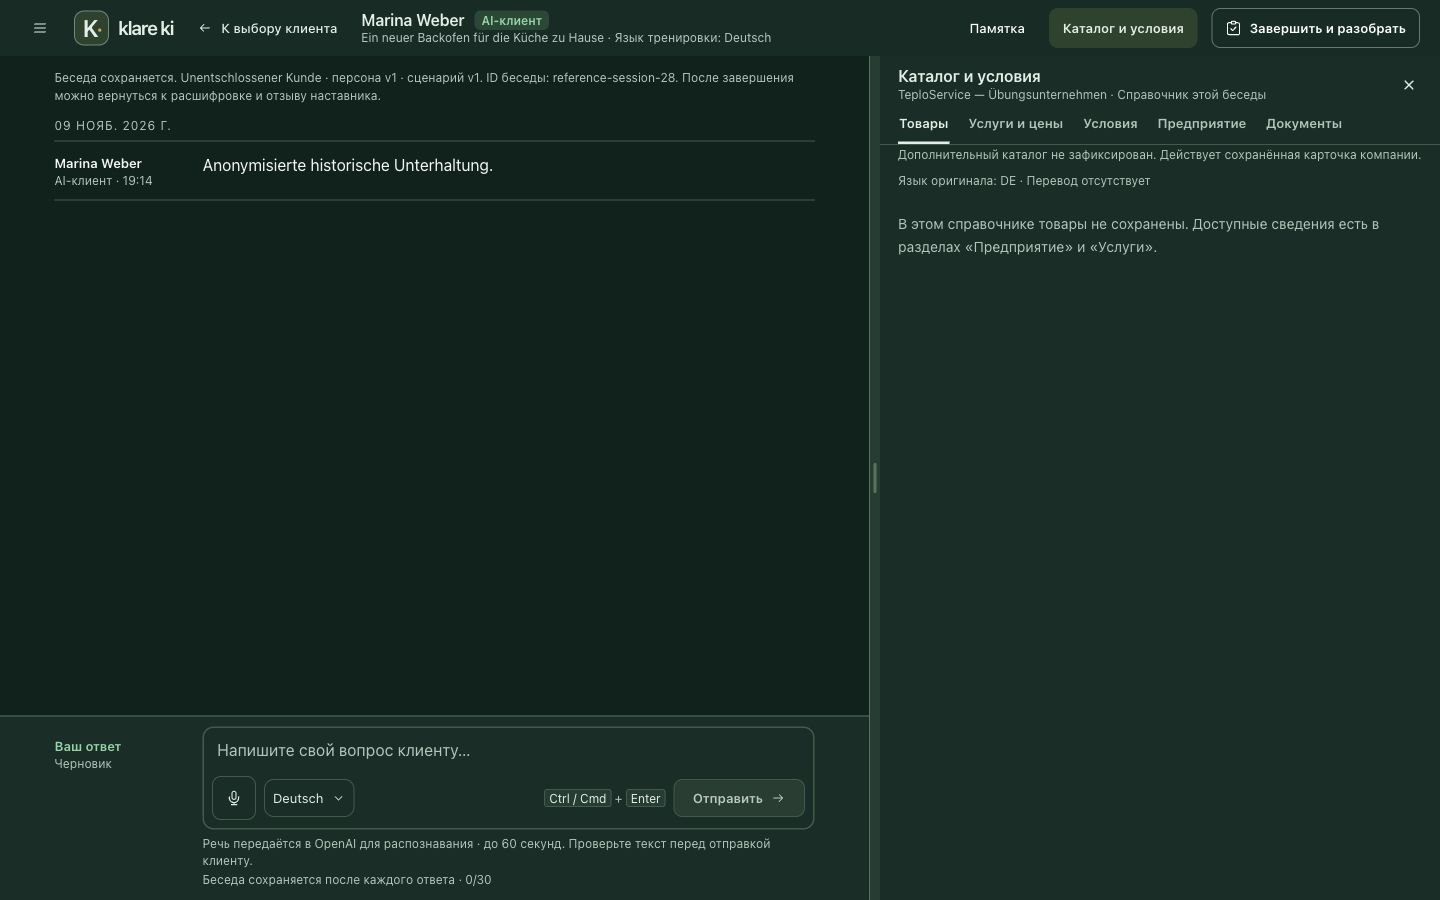 K.
klare ki
К выбору клиента
Marina Weber
AI-клиент
Ein neuer Backofen für die Küche zu Hause · Язык тренировки: Deutsch
Памятка
Каталог и условия
Завершить и разобрать
Беседа сохраняется. Unentschlossener Kunde · персона v1 · сценарий v1. ID беседы: reference-session-28. После завершения
можно вернуться к расшифровке и отзыву наставника.
09 НОЯБ. 2026 Г.
Marina Weber
AI-клиент · 19:14
Anonymisierte historische Unterhaltung.
Ваш ответ
Черновик
Напишите свой вопрос клиенту...
Deutsch
Ctrl / Cmd + Enter
Отправить
Речь передаётся в OpenAI для распознавания · до 60 секунд. Проверьте текст перед отправкой
клиенту.
Беседа сохраняется после каждого ответа · 0/30
Каталог и условия
TeploService — Übungsunternehmen · Справочник этой беседы
Товары
Услуги и цены
Условия
Предприятие
Документы
Дополнительный каталог не зафиксирован. Действует сохранённая карточка компании.
Язык оригинала: DE · Перевод отсутствует
В этом справочнике товары не сохранены. Доступные сведения есть в
разделах «Предприятие» и «Услуги».